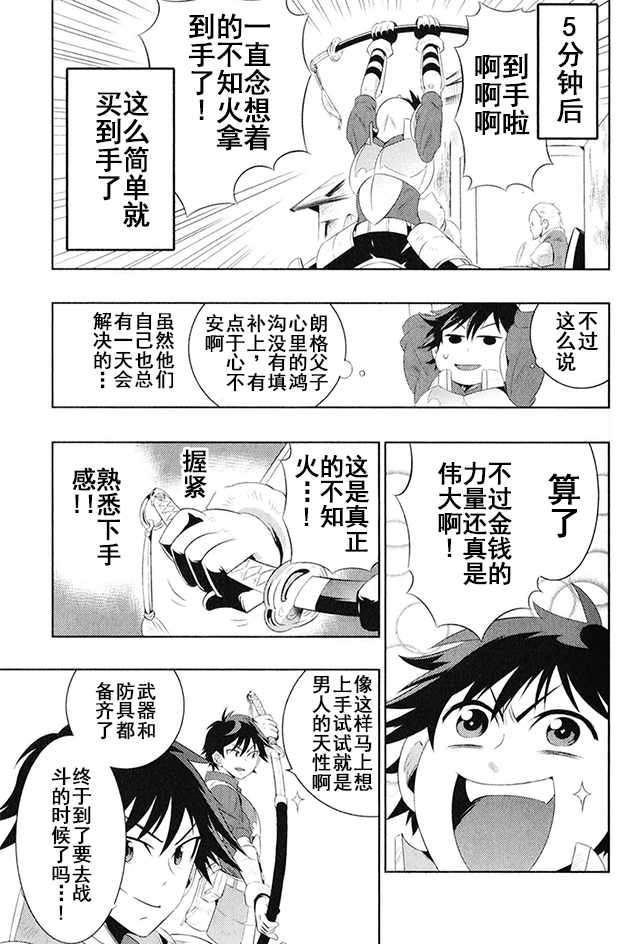 5分钟后
到手啦
啊啊啊
一直念想着
的不知火拿
到手了！
这么简单就
买到手了
不过
这么说
朗格父子
心里的鸿
沟没有填
补上，有
点于心不
安啊
虽然他们
自己也总
有一天会
解决的…
算了
不过金钱的
力量还真是
伟大啊！
这是真正
的不知
火…！
握紧
熟悉下手
感!!
像这样马上想
上手试试就是
男人的天性啊
武器和
防具都
备齐了
终于到了要去战
斗的时候了吗…！